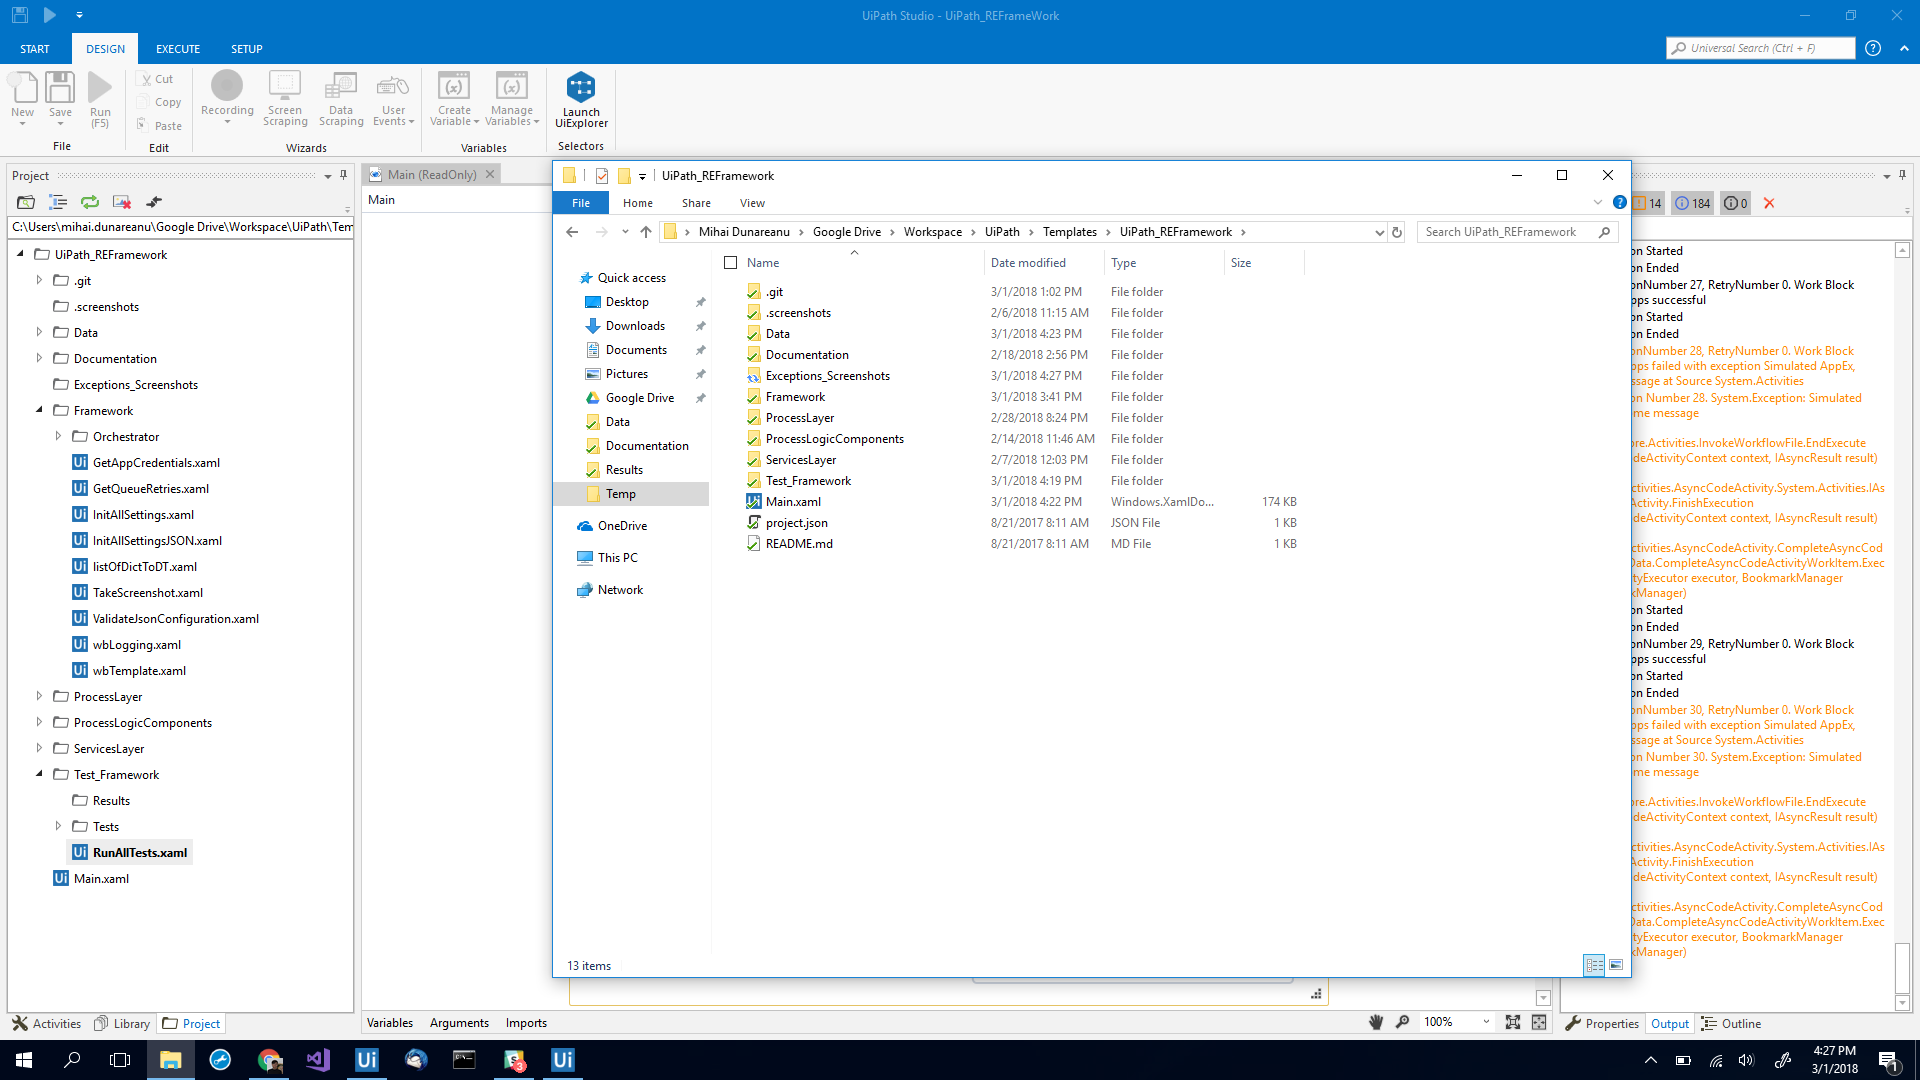 UiPath Studio - UiPath_REFrameWork
START
DESIGN
EXECUTE
SETUP
Universal Search (Ctrl + F)
New
Save
Run
(F5)
File
Cut
Copy
Paste
Edit
Recording
Screen
Scraping
Data
Scraping
User
Events
Wizards
Create
Variable
Manage
Variables
Variables
Launch
UiExplorer
Selectors
Project
C:\Users\mihai.dunareanu\Google Drive\Workspace\UiPath\Tem
UiPath_REFramework
.git
.screenshots
Data
Documentation
Exceptions_Screenshots
Framework
Orchestrator
GetAppCredentials.xaml
GetQueueRetries.xaml
InitAllSettings.xaml
InitAllSettingsJSON.xaml
listOfDictToDT.xaml
TakeScreenshot.xaml
ValidateJsonConfiguration.xaml
wbLogging.xaml
wbTemplate.xaml
ProcessLayer
ProcessLogicComponents
ServicesLayer
Test_Framework
Results
Tests
RunAllTests.xaml
Main.xaml
Activities
Library
Project
Main (ReadOnly)
Main
UiPath_REFramework
File
Home
Share
View
Mihai Dunareanu
Google Drive
Workspace
UiPath
Templates
UiPath_REFramework
Search UiPath_REFramework
Quick access
Desktop
Downloads
Documents
Pictures
Google Drive
Data
Documentation
Results
Temp
OneDrive
This PC
Network
Name Date modified Type Size
.git 3/1/2018 1:02 PM File folder
.screenshots 2/6/2018 11:15 AM File folder
Data 3/1/2018 4:23 PM File folder
Documentation 2/18/2018 2:56 PM File folder
Exceptions_Screenshots 3/1/2018 4:27 PM File folder
Framework 3/1/2018 3:41 PM File folder
ProcessLayer 2/28/2018 8:24 PM File folder
ProcessLogicComponents 2/14/2018 11:46 AM File folder
ServicesLayer 2/7/2018 12:03 PM File folder
Test_Framework 3/1/2018 4:19 PM File folder
Main.xaml 3/1/2018 4:22 PM Windows.XamlDo... 174 KB
project.json 8/21/2017 8:11 AM JSON File 1 KB
README.md 8/21/2017 8:11 AM MD File 1 KB
13 items
14
184
0
on Started
on Ended
onNumber 27, RetryNumber 0. Work Block
ops successful
on Started
on Ended
onNumber 28, RetryNumber 0. Work Block
ops failed with exception Simulated AppEx,
ssage at Source System.Activities
on Number 28. System.Exception: Simulated
me message
ore.Activities.InvokeWorkflowFile.EndExecute
deActivityContext context, IAsyncResult result)
ctivities.AsyncCodeActivity.System.Activities.IAs
Activity.FinishExecution
deActivityContext context, IAsyncResult result)
ctivities.AsyncCodeActivity.CompleteAsyncCod
Data.CompleteAsyncCodeActivityWorkItem.Exec
tyExecutor executor, BookmarkManager
kManager)
on Started
on Ended
onNumber 29, RetryNumber 0. Work Block
ops successful
on Started
on Ended
onNumber 30, RetryNumber 0. Work Block
ops failed with exception Simulated AppEx,
ssage at Source System.Activities
on Number 30. System.Exception: Simulated
me message
ore.Activities.InvokeWorkflowFile.EndExecute
deActivityContext context, IAsyncResult result)
ctivities.AsyncCodeActivity.System.Activities.IAs
Activity.FinishExecution
deActivityContext context, IAsyncResult result)
ctivities.AsyncCodeActivity.CompleteAsyncCod
Data.CompleteAsyncCodeActivityWorkItem.Exec
tyExecutor executor, BookmarkManager
kManager)
Variables
Arguments
Imports
100%
Properties
Output
Outline
4:27 PM
3/1/2018